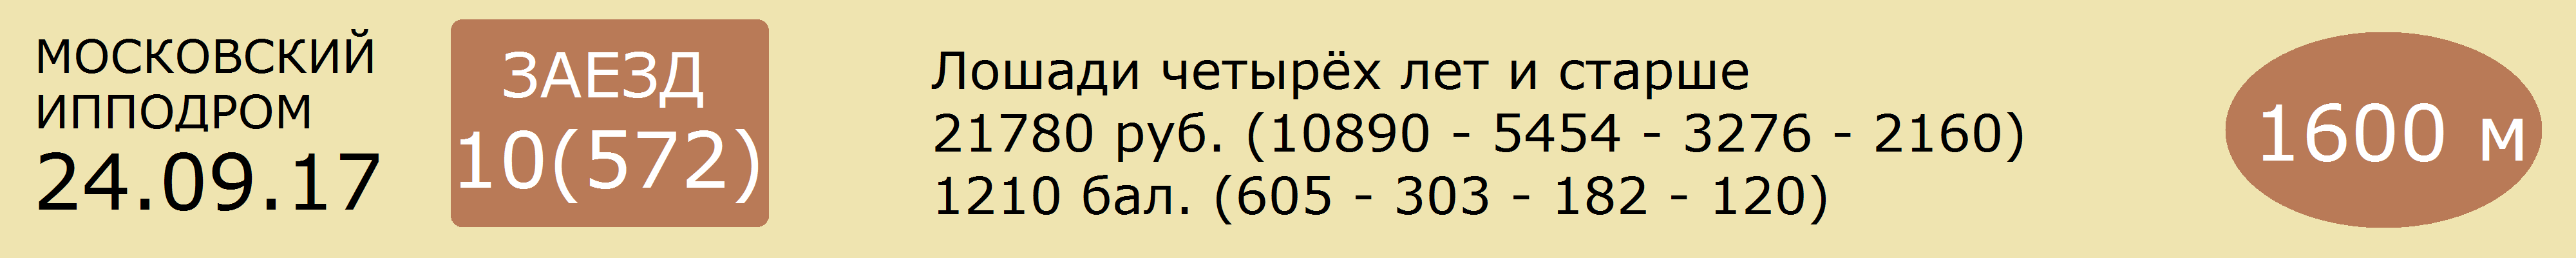 МОСКОВСКИЙ
ИППОДРОМ
24.09.17
ЗАЕЗД
10(572)
Лошади четырёх лет и старше
21780 руб. (10890 - 5454 - 3276 - 2160)
1210 бал. (605 - 303 - 182 - 120)
1600 м